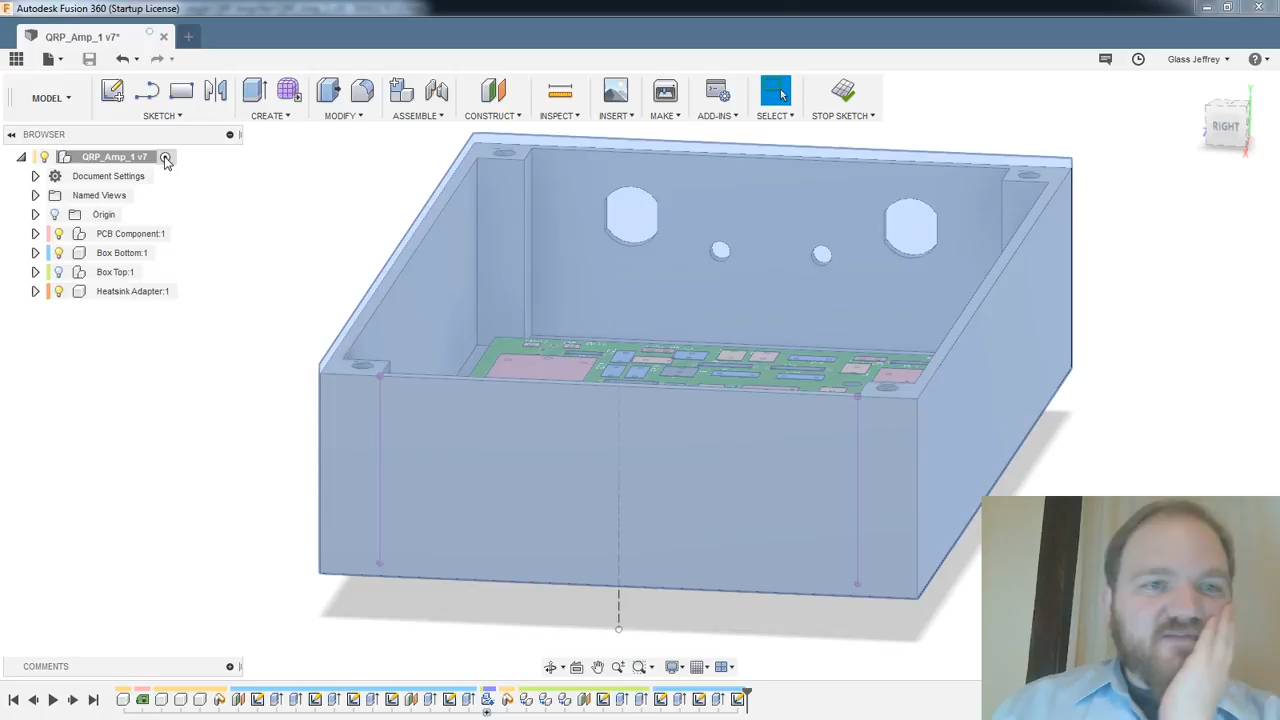 Autodesk Fusion 360 (Startup License)
QRP_Amp_1 v7*
Glass Jeffrey
MODEL
SKETCH
CREATE
MODIFY
ASSEMBLE
CONSTRUCT
INSPECT
INSERT
MAKE
ADD-INS
SELECT
STOP SKETCH
BROWSER
RIGHT
QRP_Amp_1 v7
Document Settings
Named Views
Origin
PCB Component:1
Box Bottom:1
Box Top:1
Heatsink Adapter:1
COMMENTS